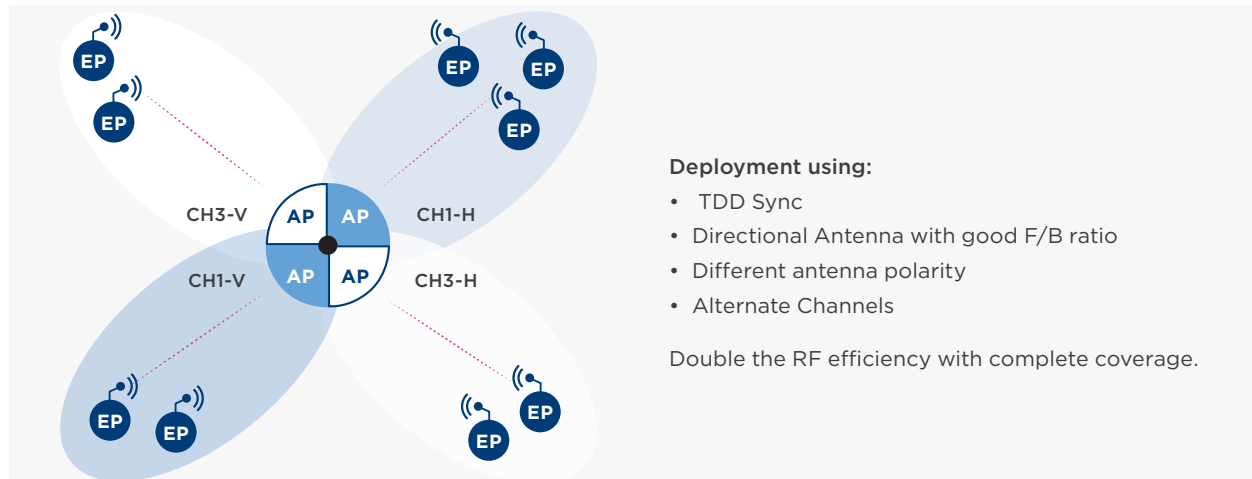 EP
EP
EP
EP
EP
CH3-V
AP
AP
CH1-H
CH1-V
AP
AP
CH3-H
EP
EP
EP
EP
Deployment using:
• TDD Sync
• Directional Antenna with good F/B ratio
• Different antenna polarity
• Alternate Channels
Double the RF efficiency with complete coverage.